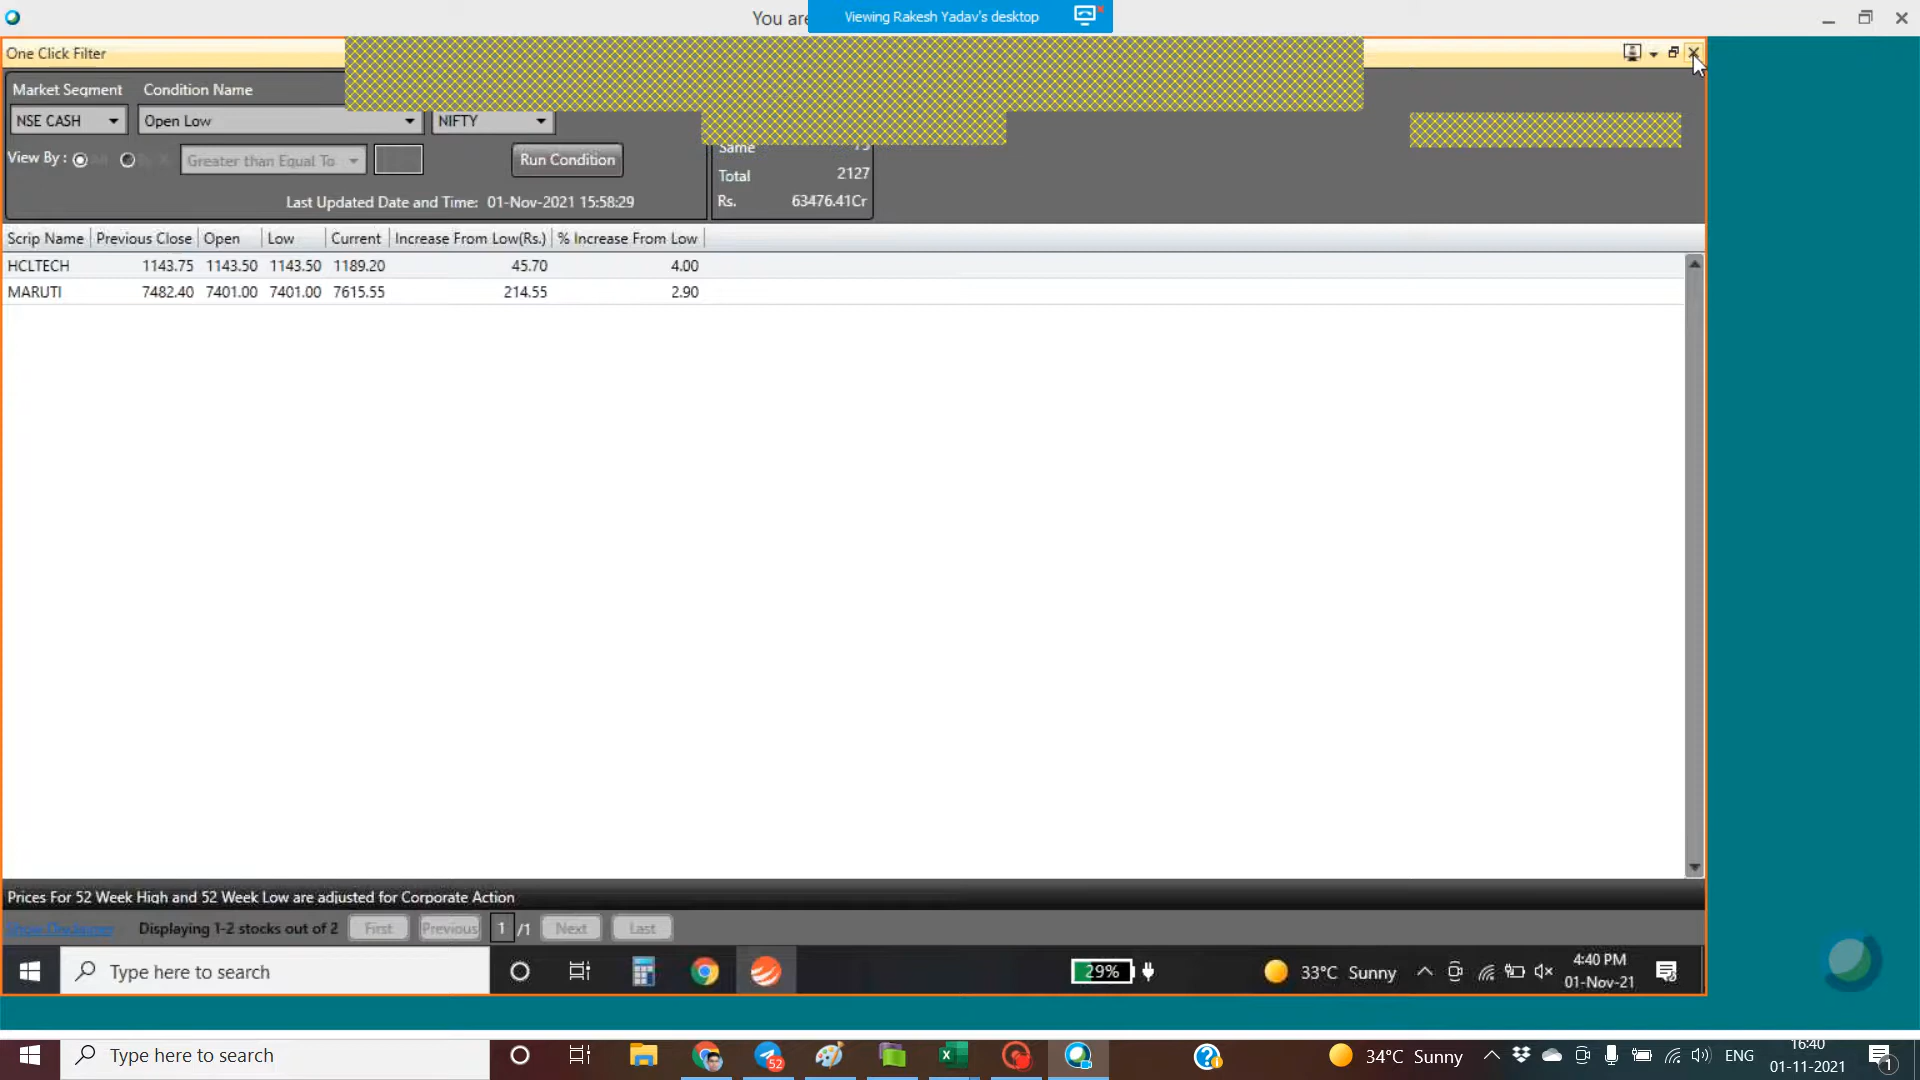 You are
Viewing Rakesh Yadav's desktop
One Click Filter
Market Segment Condition Name
NSE CASH Open Low NIFTY
Same
View By : Greater than Equal To Run Condition
Total 2127
Last Updated Date and Time: 01-Nov-2021 15:58:29
Rs. 63476.41Cr
Scrip Name Previous Close Open Low Current Increase From Low(Rs.) % Increase From Low
HCLTECH 1143.75 1143.50 1143.50 1189.20 45.70 4.00
MARUTI 7482.40 7401.00 7401.00 7615.55 214.55 2.90
Prices For 52 Week High and 52 Week Low are adjusted for Corporate Action
Show Disclaimer Displaying 1-2 stocks out of 2 First Previous 1 /1 Next Last
Type here to search 29% 33°C Sunny 4:40 PM
01-Nov-21
Type here to search 52 34°C Sunny ENG 16:40
01-11-2021 1